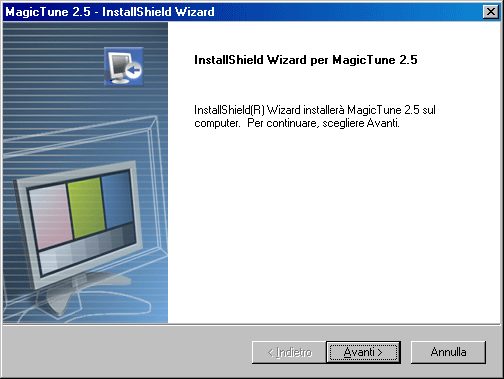 MagicTune 2.5 - InstallShield Wizard
InstallShield Wizard per MagicTune 2.5
InstallShield(R) Wizard installerà MagicTune 2.5 sul
computer. Per continuare, scegliere Avanti.
< Indietro
Avanti >
Annulla